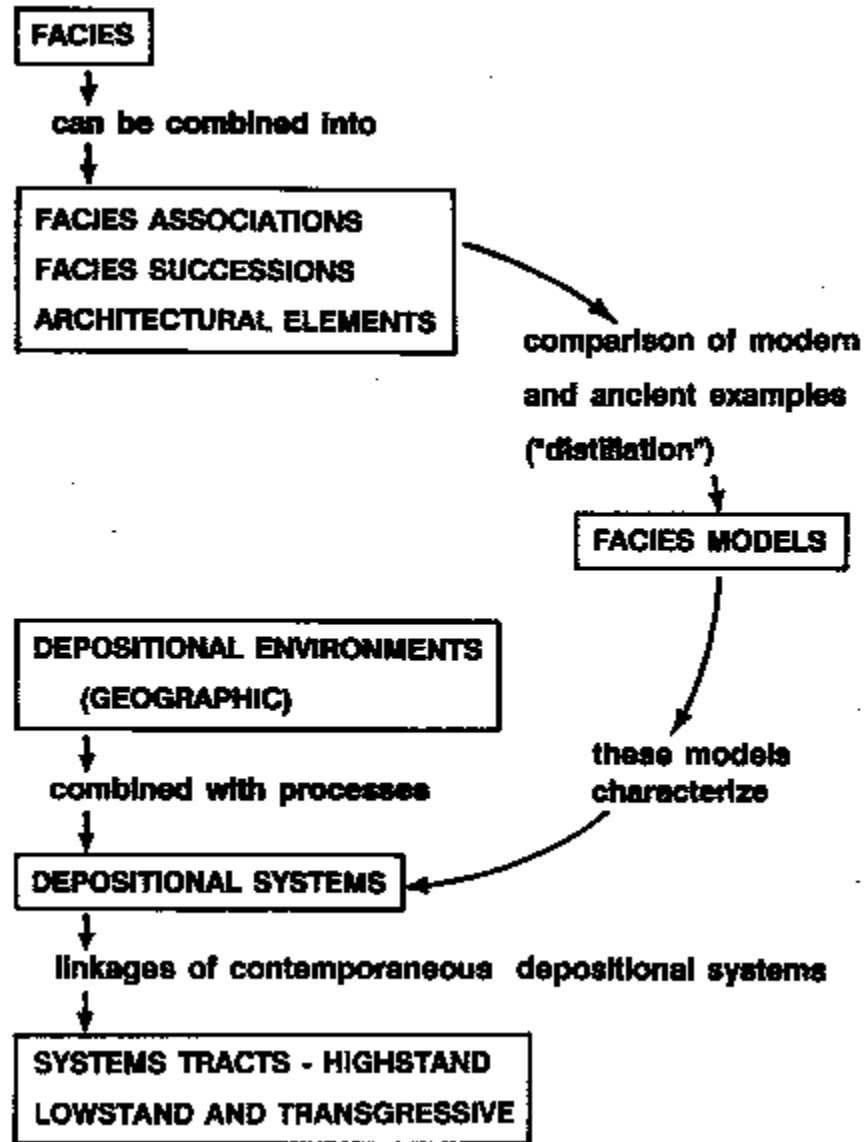 FACIES
can be combined into
FACIES ASSOCIATIONS
FACIES SUCCESSIONS
ARCHITECTURAL ELEMENTS
comparison of modern
and ancient examples
("distillation")
FACIES MODELS
these models
characterize
DEPOSITIONAL ENVIRONMENTS
(GEOGRAPHIC)
combined with processes
DEPOSITIONAL SYSTEMS
linkages of contemporaneous depositional systems
SYSTEMS TRACTS - HIGHSTAND
LOWSTAND AND TRANSGRESSIVE